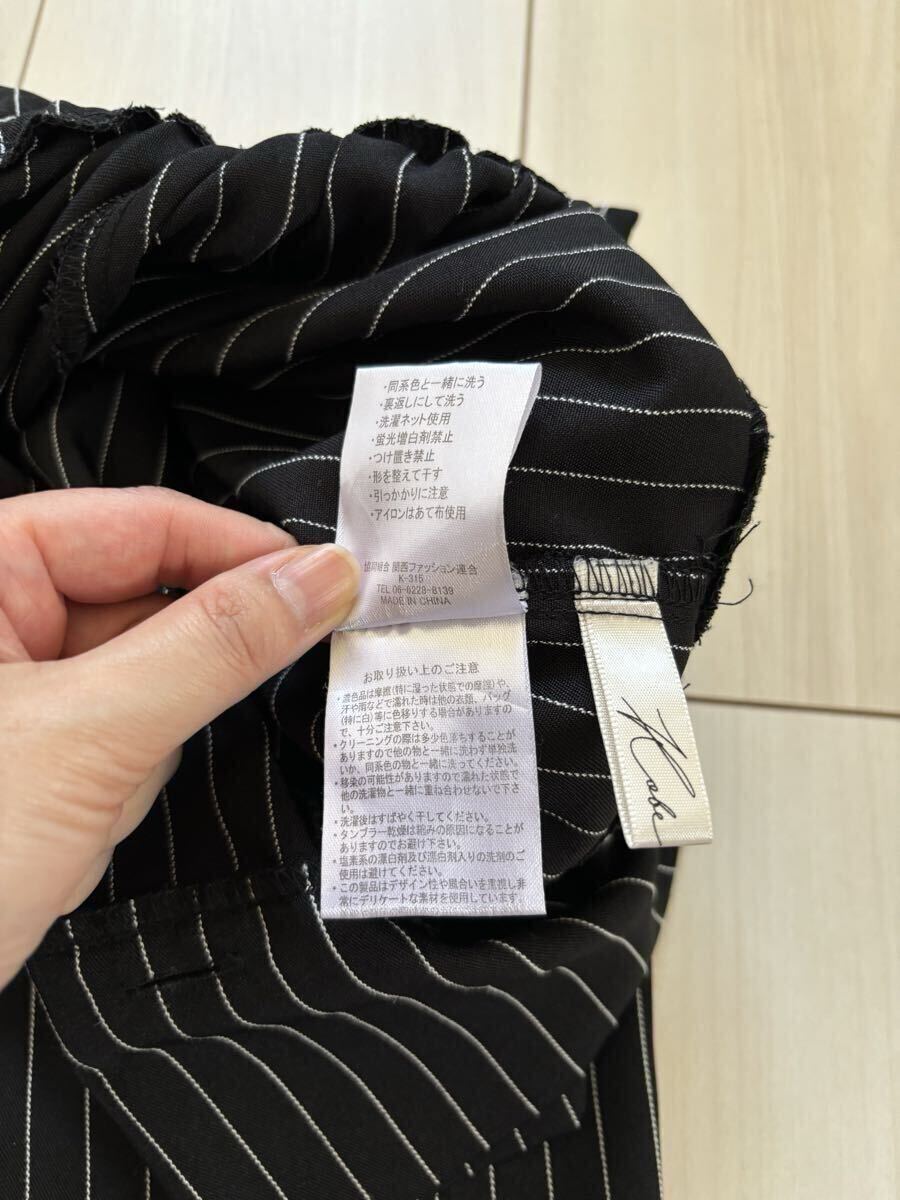 ・同系色と一緒に洗う
・裏返しにして洗う
・洗濯ネット使用
・蛍光増白剤禁止
・つけ置き禁止
・形を整えて干す
・引っかかりに注意
・アイロンはあて布使用
協同組合 関西ファッション連合
K-315
TEL 06-6228-8139
MADE IN CHINA
お取り扱い上のご注意
・濃色品は摩擦(特に湿った状態での摩擦)や、
汗や雨などで濡れた時は他の衣類、バッグ
(特に白)等に色移りする場合がありますの
で、十分ご注意下さい。
・クリーニングの際は多少色落ちすることが
ありますので他の物と一緒に洗わず単独洗
いか、同系色の物と一緒に洗ってください。
・移染の可能性がありますので濡れた状態で
他の洗濯物と一緒に重ね合わせないで下さ
い。
・洗濯後はすばやく干してください。
・タンブラー乾燥は縮みの原因になることが
ありますのでお避け下さい。
・塩素系の漂白剤及び漂白剤入りの洗剤のご
使用は避けてください。
・この製品はデザイン性や風合いを重視し非
常にデリケートな素材を使用しています。
Kobe